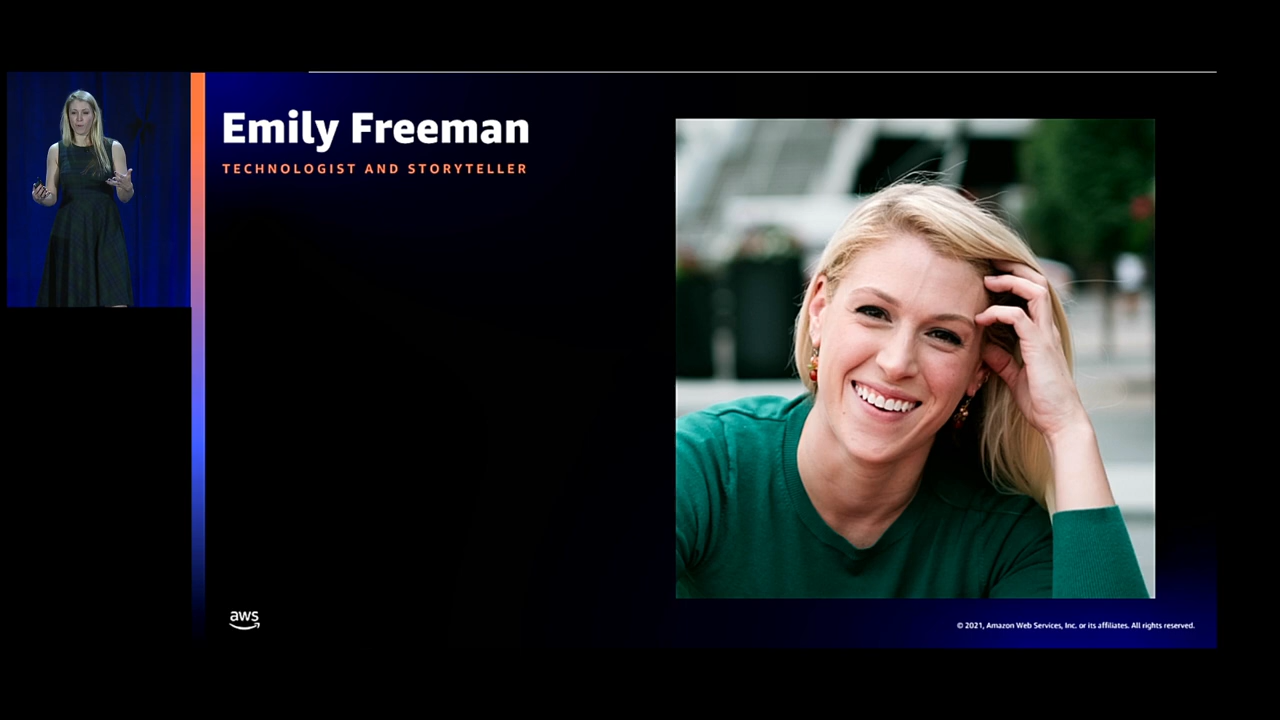 Emily Freeman
TECHNOLOGIST AND STORYTELLER
aws
© 2021, Amazon Web Services, Inc. or its affiliates. All rights reserved.